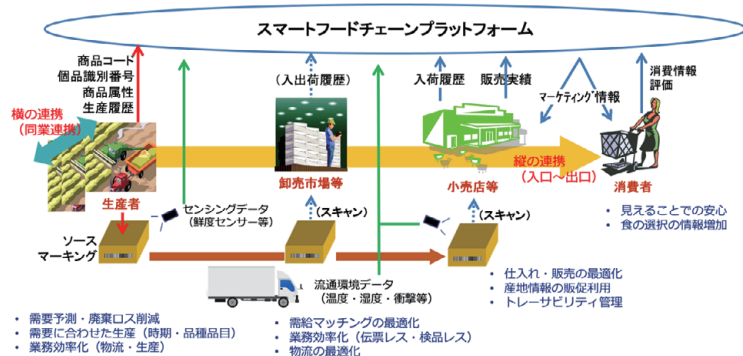 スマートフードチェーンプラットフォーム
商品コード
個品識別番号
商品属性
生産履歴
(入出荷履歴)
入荷履歴
販売実績
マーケティング情報
消費情報
評価
横の連携
(同業連携)
縦の連携
(入口~出口)
生産者
卸売市場等
小売店等
消費者
センシングデータ
(鮮度センサー等)
(スキャン)
(スキャン)
・見えることでの安心
・食の選択の情報増加
ソース
マーキング
流通環境データ
(温度・湿度・衝撃等)
・仕入れ・販売の最適化
・産地情報の販促利用
・トレーサビリティ管理
・需要予測・廃棄ロス削減
・需要に合わせた生産(時期・品種品目)
・業務効率化(物流・生産)
・需給マッチングの最適化
・業務効率化(伝票レス・検品レス)
・物流の最適化